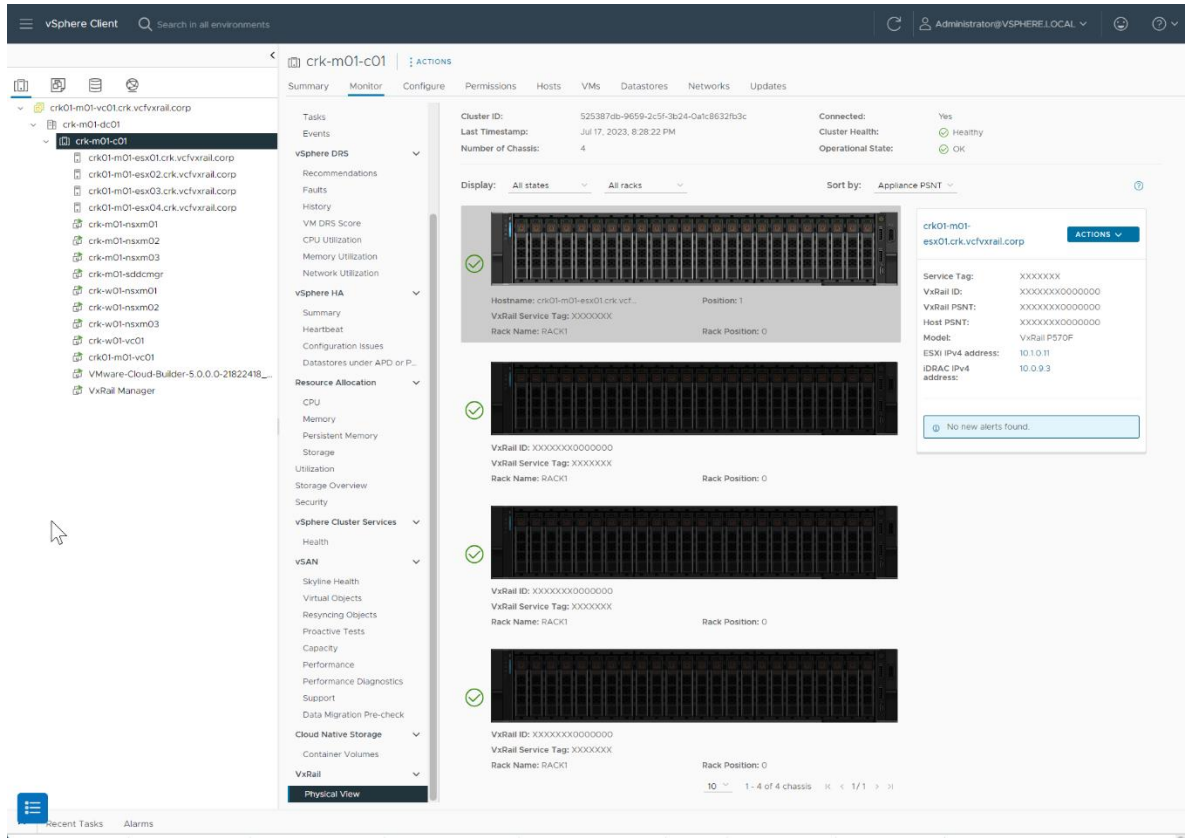 vSphere Client
Search in all environments
Administrator@VSPHERE.LOCAL
crk-m01-c01
ACTIONS
Summary Monitor Configure Permissions Hosts VMs Datastores Networks Updates
crk01-m01-vc01.crk.vcfvxrail.corp
crk-m01-dc01
crk-m01-c01
crk01-m01-esx01.crk.vcfvxrail.corp
crk01-m01-esx02.crk.vcfvxrail.corp
crk01-m01-esx03.crk.vcfvxrail.corp
crk01-m01-esx04.crk.vcfvxrail.corp
crk-m01-nsxm01
crk-m01-nsxm02
crk-m01-nsxm03
crk-m01-sddcmgr
crk-w01-nsxm01
crk-w01-nsxm02
crk-w01-nsxm03
crk-w01-vc01
crk01-m01-vc01
VMware-Cloud-Builder-5.0.0.0-21822418_...
VxRail Manager
Tasks
Events
vSphere DRS
Recommendations
Faults
History
VM DRS Score
CPU Utilization
Memory Utilization
Network Utilization
vSphere HA
Summary
Heartbeat
Configuration Issues
Datastores under APD or P...
Resource Allocation
CPU
Memory
Persistent Memory
Storage
Utilization
Storage Overview
Security
vSphere Cluster Services
Health
vSAN
Skyline Health
Virtual Objects
Resyncing Objects
Proactive Tests
Capacity
Performance
Performance Diagnostics
Support
Data Migration Pre-check
Cloud Native Storage
Container Volumes
VxRail
Physical View
Cluster ID: 525387db-9659-2c5f-3b24-0a1c8632fb3c Connected: Yes
Last Timestamp: Jul 17, 2023, 8:28:22 PM Cluster Health: Healthy
Number of Chassis: 4 Operational State: OK
Display: All states All racks Sort by: Appliance PSNT
Hostname: crk01-m01-esx01.crk.vcf... Position: 1
VxRail Service Tag: XXXXXXX
Rack Name: RACK1 Rack Position: 0
VxRail ID: XXXXXXX0000000
VxRail Service Tag: XXXXXXX
Rack Name: RACK1 Rack Position: 0
VxRail ID: XXXXXXX0000000
VxRail Service Tag: XXXXXXX
Rack Name: RACK1 Rack Position: 0
VxRail ID: XXXXXXX0000000
VxRail Service Tag: XXXXXXX
Rack Name: RACK1 Rack Position: 0
10 1 - 4 of 4 chassis 1 / 1
crk01-m01-
esx01.crk.vcfvxrail.corp
ACTIONS
Service Tag: XXXXXXX
VxRail ID: XXXXXXX0000000
VxRail PSNT: XXXXXXX0000000
Host PSNT: XXXXXXX0000000
Model: VxRail P570F
ESXi IPv4 address: 10.1.0.11
iDRAC IPv4 10.0.9.3
address:
No new alerts found.
Recent Tasks Alarms